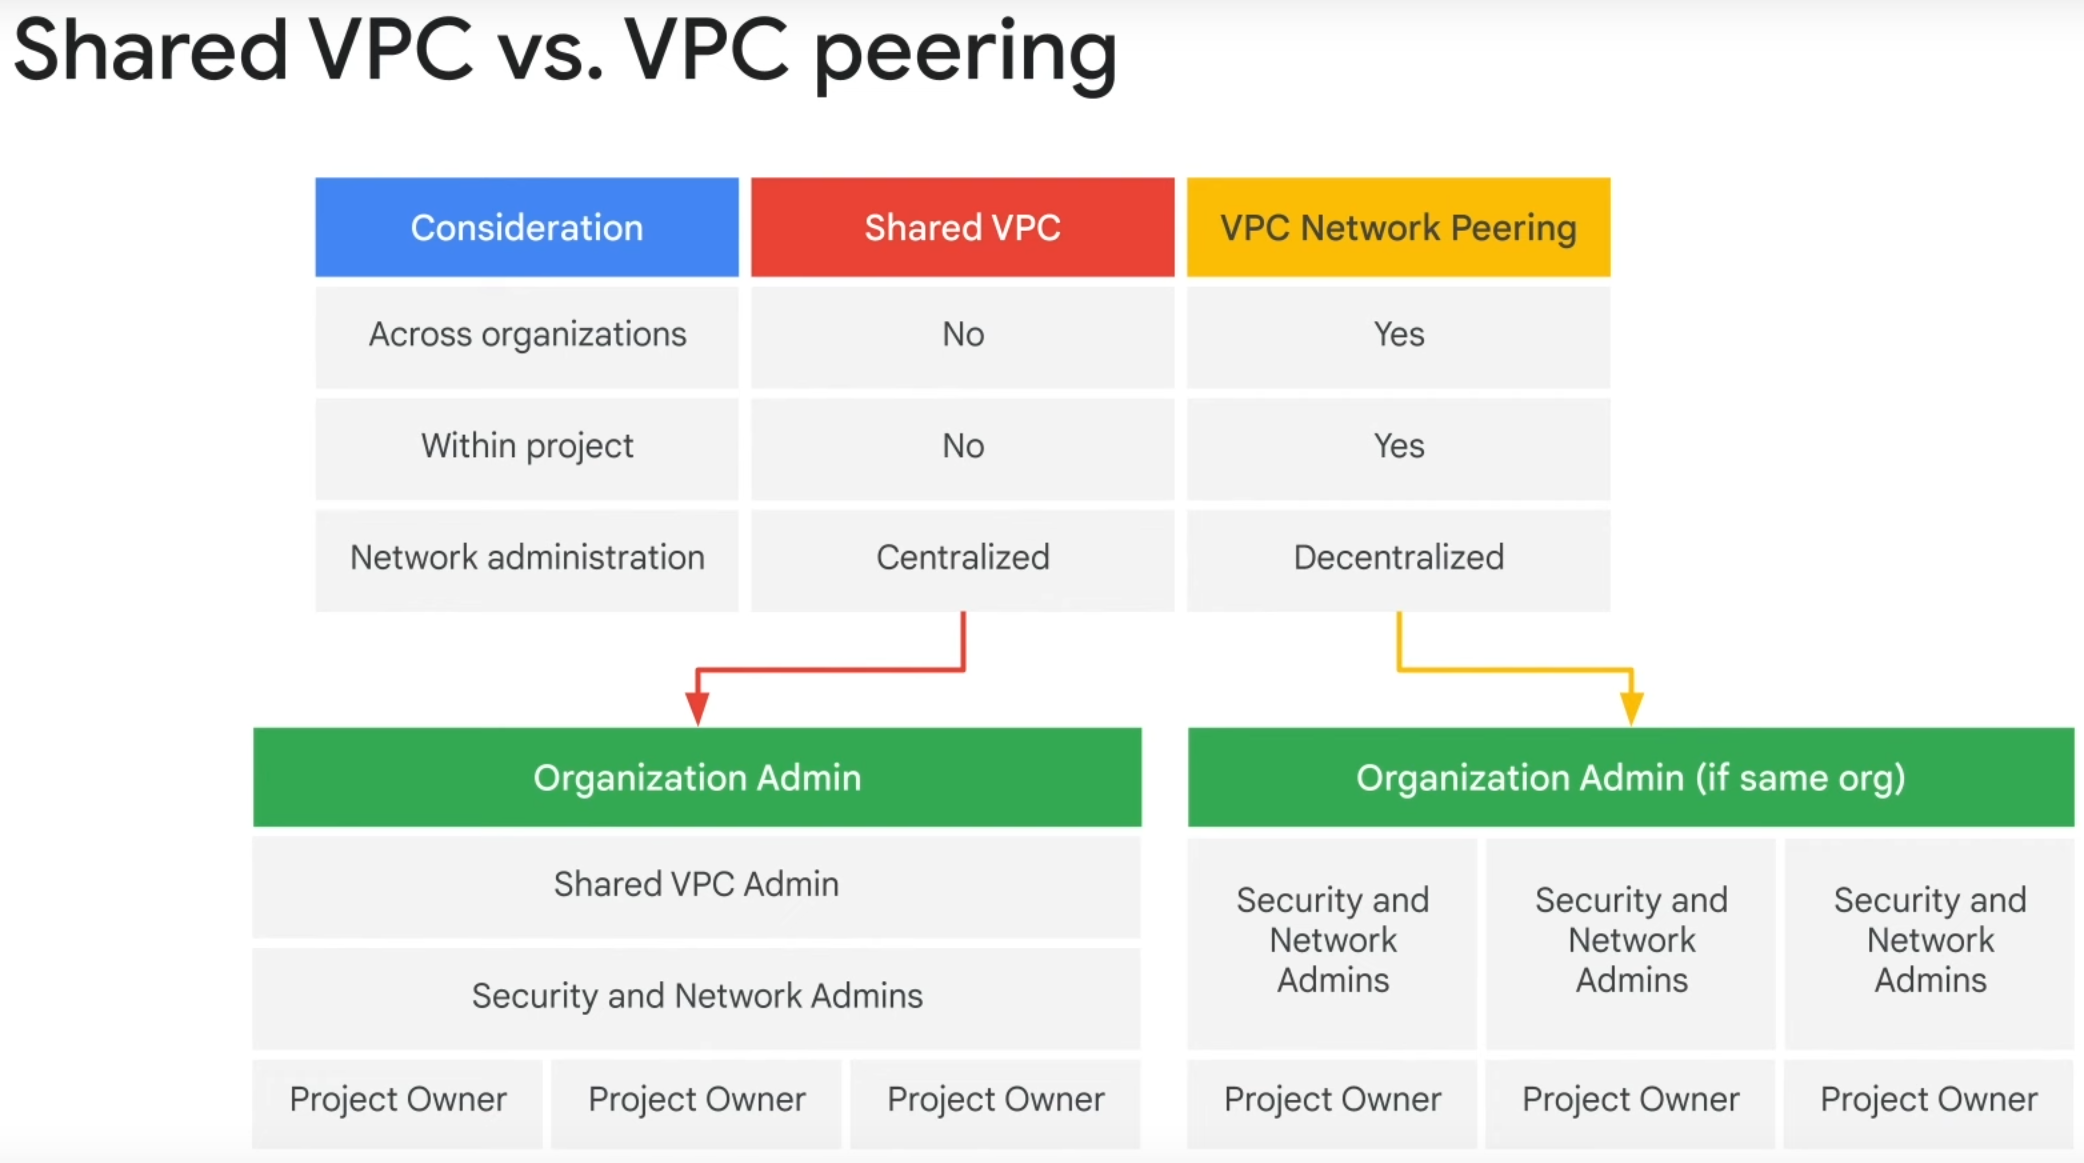 Shared VPC vs. VPC peering
Consideration
Shared VPC
VPC Network Peering
Across organizations
No
Yes
Within project
No
Yes
Network administration
Centralized
Decentralized
Organization Admin
Shared VPC Admin
Security and Network Admins
Project Owner
Project Owner
Project Owner
Organization Admin (if same org)
Security and
Network
Admins
Security and
Network
Admins
Security and
Network
Admins
Project Owner
Project Owner
Project Owner